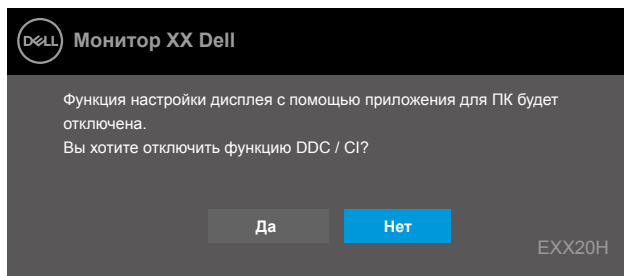 DELL
Монитор XX Dell
Функция настройки дисплея с помощью приложения для ПК будет
отключена.
Вы хотите отключить функцию DDC / CI?
Да
Нет
EXX20H